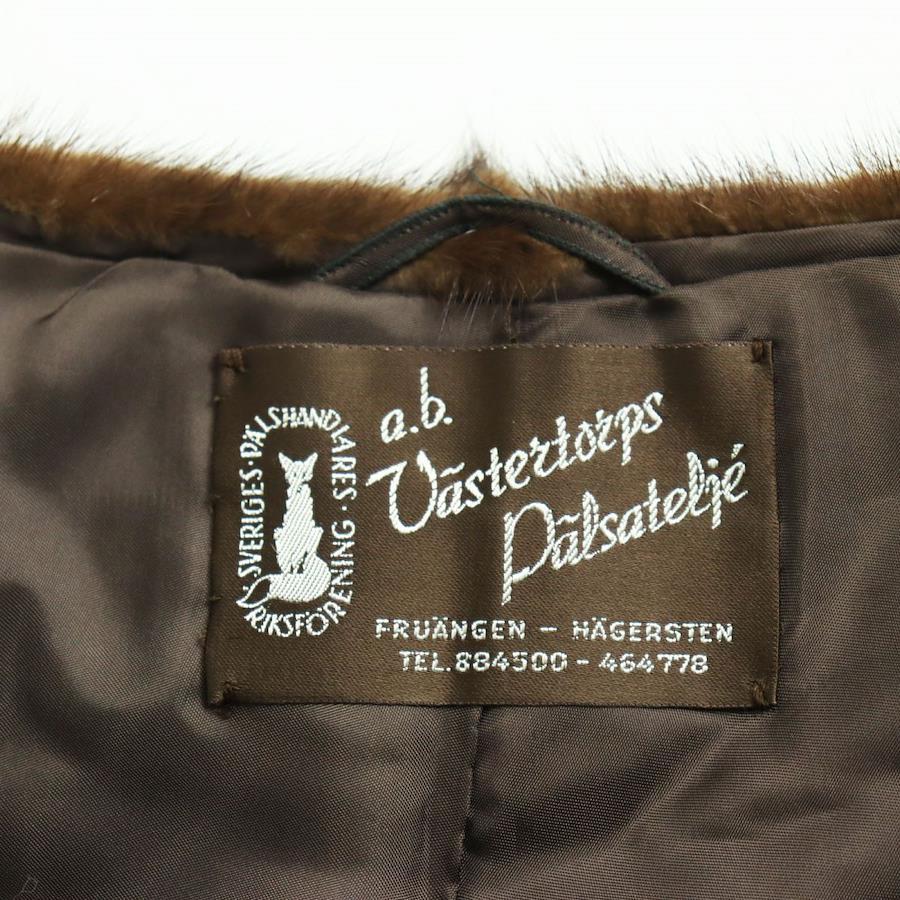 SVERIGES·PÄLSHANDLARES·
RIKSFÖRENING
a.b.
Västertorps
Pälsateljé
FRUÄNGEN – HÄGERSTEN
TEL.884500 – 464778